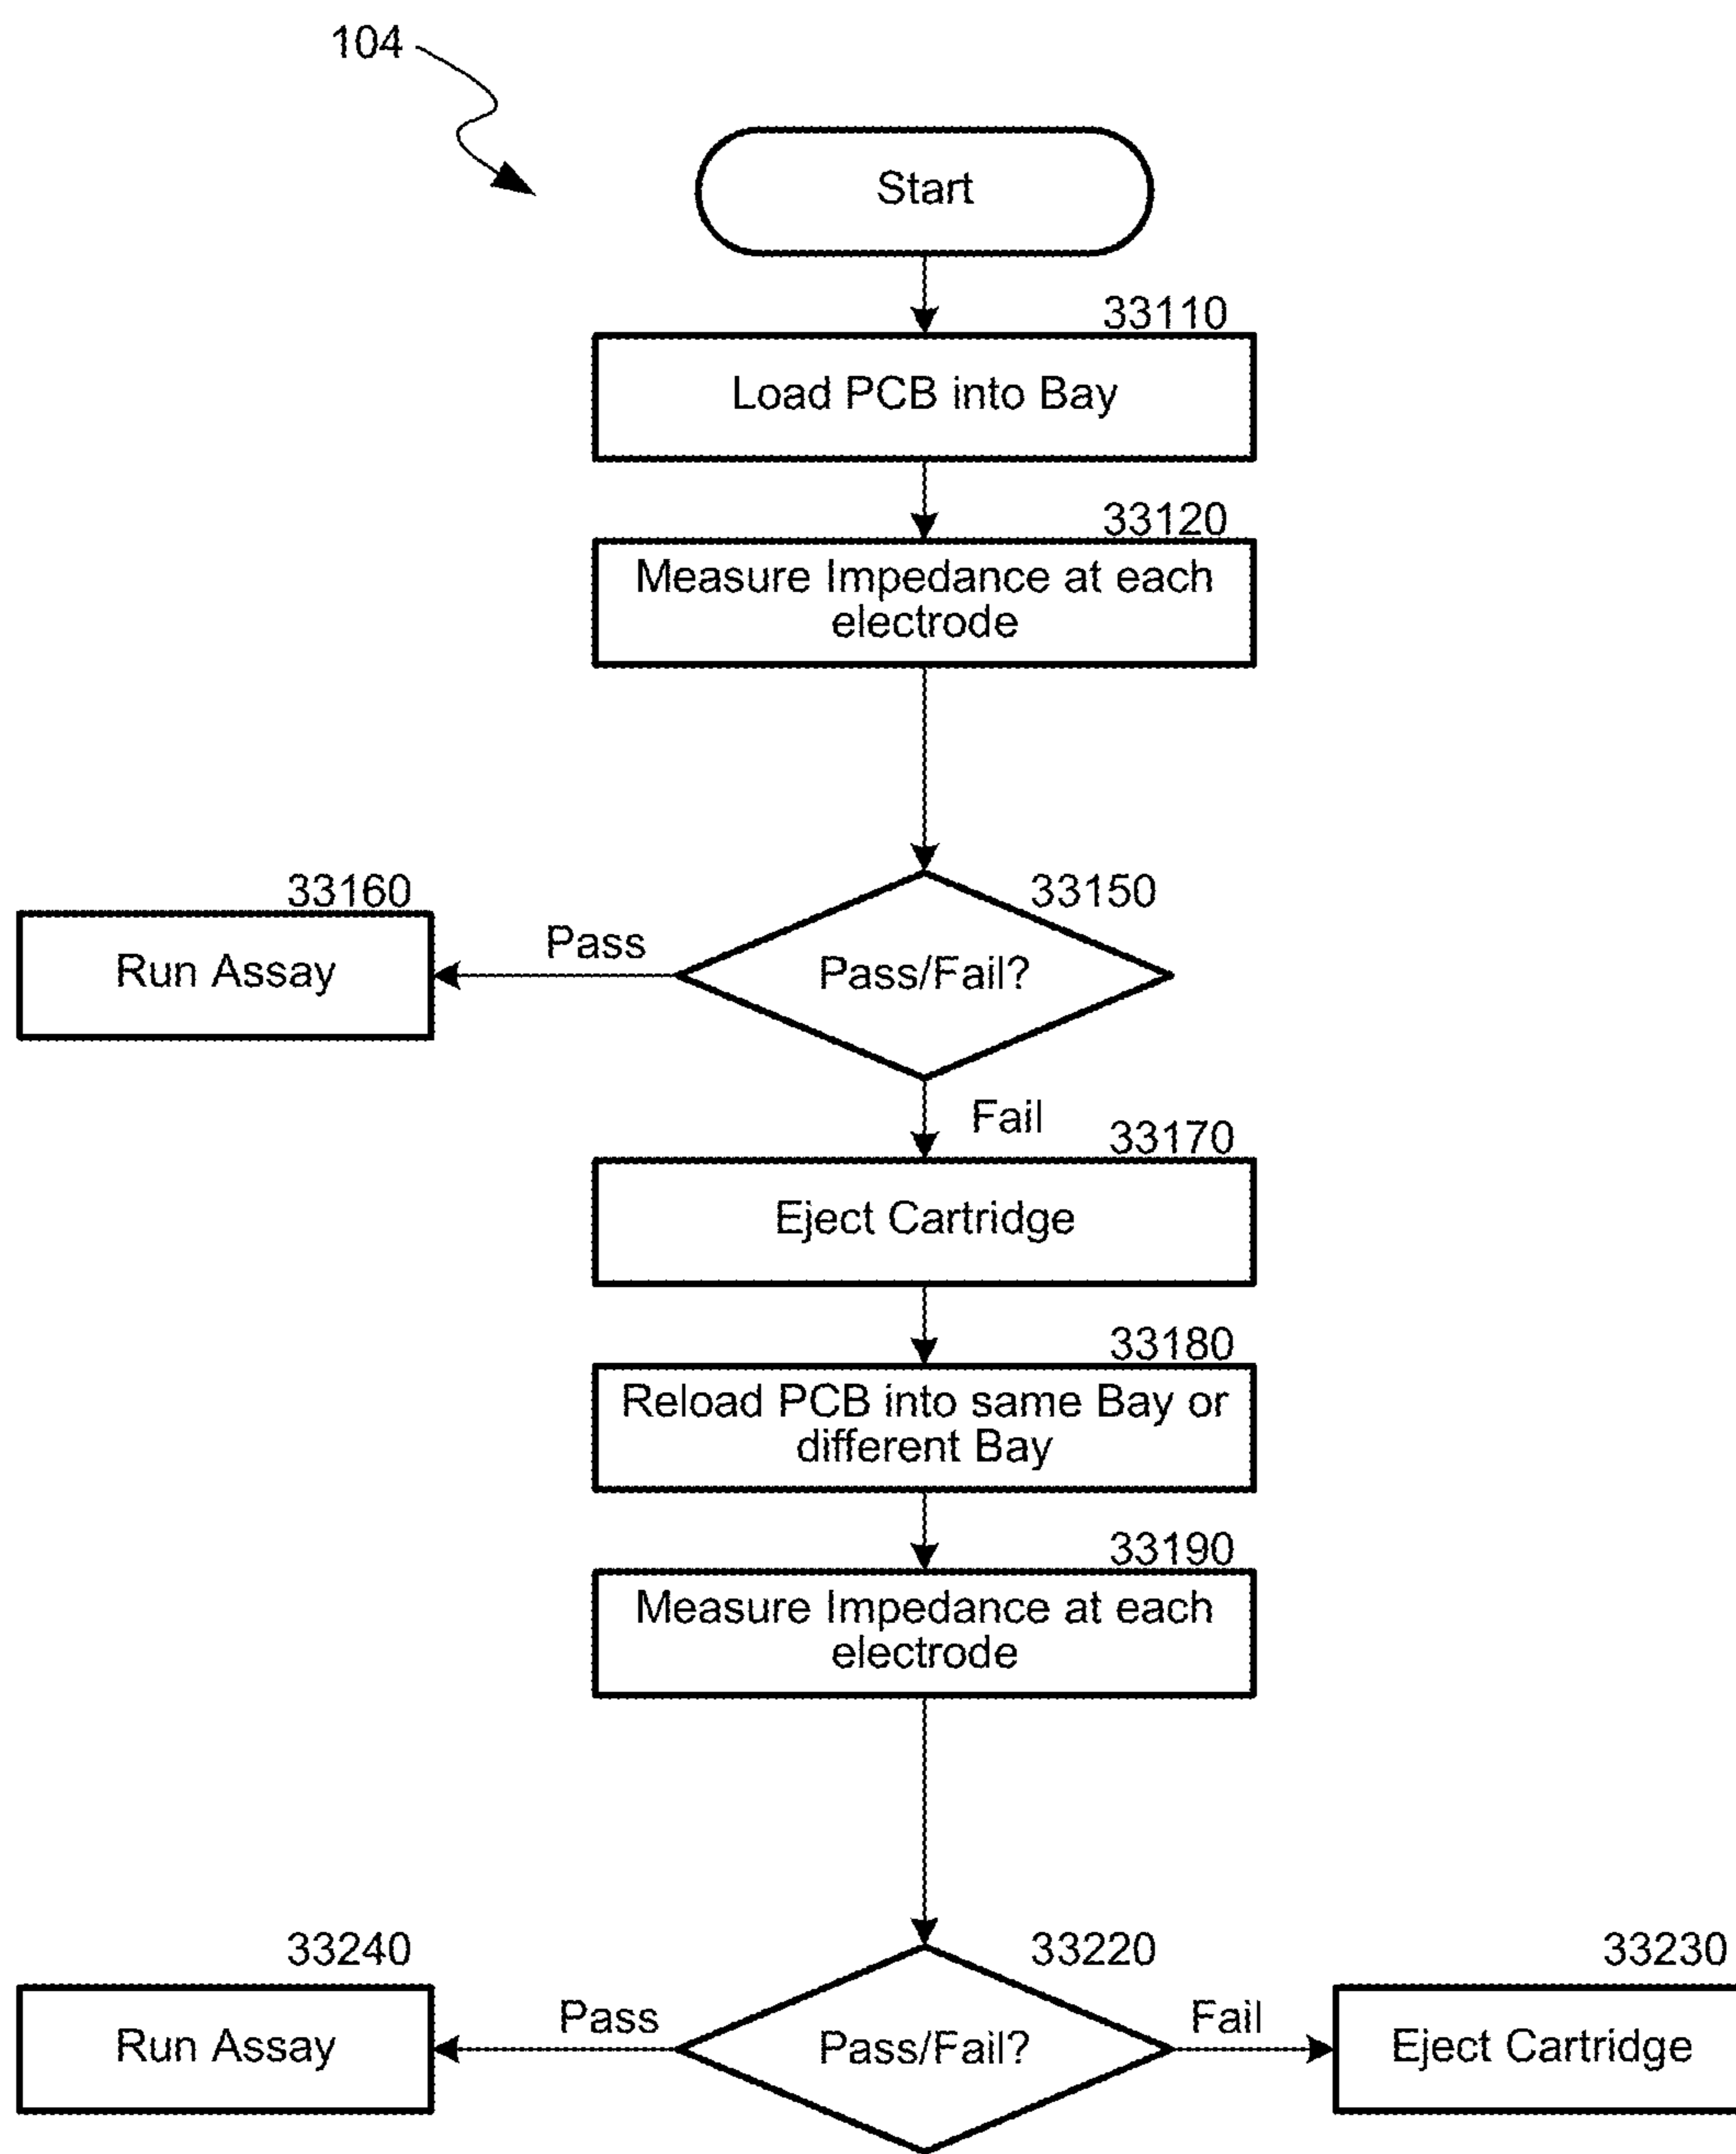 104
Start
33110
Load PCB into Bay
33120
Measure Impedance at each
electrode
33160
33150
Run Assay
Pass
Pass/Fail?
Fail
33170
Eject Cartridge
33180
Reload PCB into same Bay or
different Bay
33190
Measure Impedance at each
electrode
33240
33220
33230
Run Assay
Pass
Pass/Fail?
Fail
Eject Cartridge